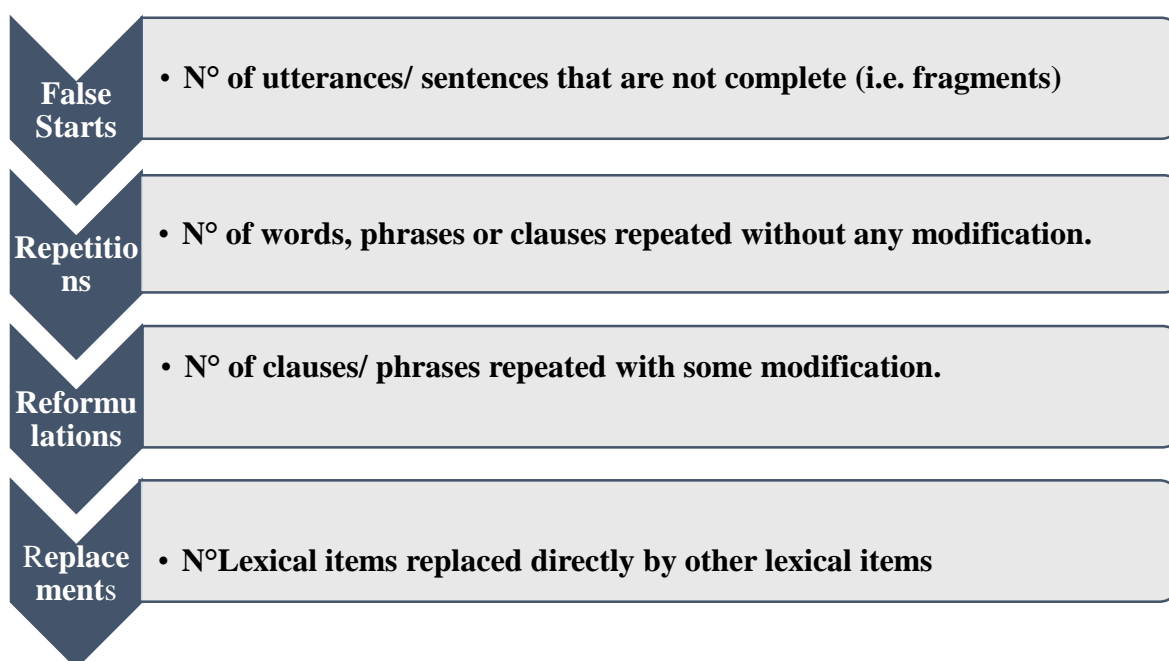 False
Starts
• N° of utterances/ sentences that are not complete (i.e. fragments)
Repetitio
ns
• N° of words, phrases or clauses repeated without any modification.
Reformu
lations
• N° of clauses/ phrases repeated with some modification.
Replace
ments
• N°Lexical items replaced directly by other lexical items